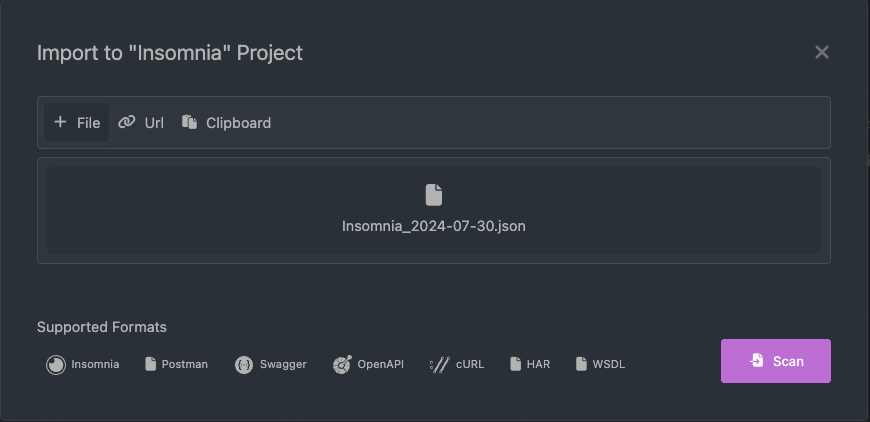 Import to "Insomnia" Project
File Url Clipboard
Insomnia_2024-07-30.json
Supported Formats
Insomnia Postman Swagger OpenAPI cURL HAR WSDL
Scan